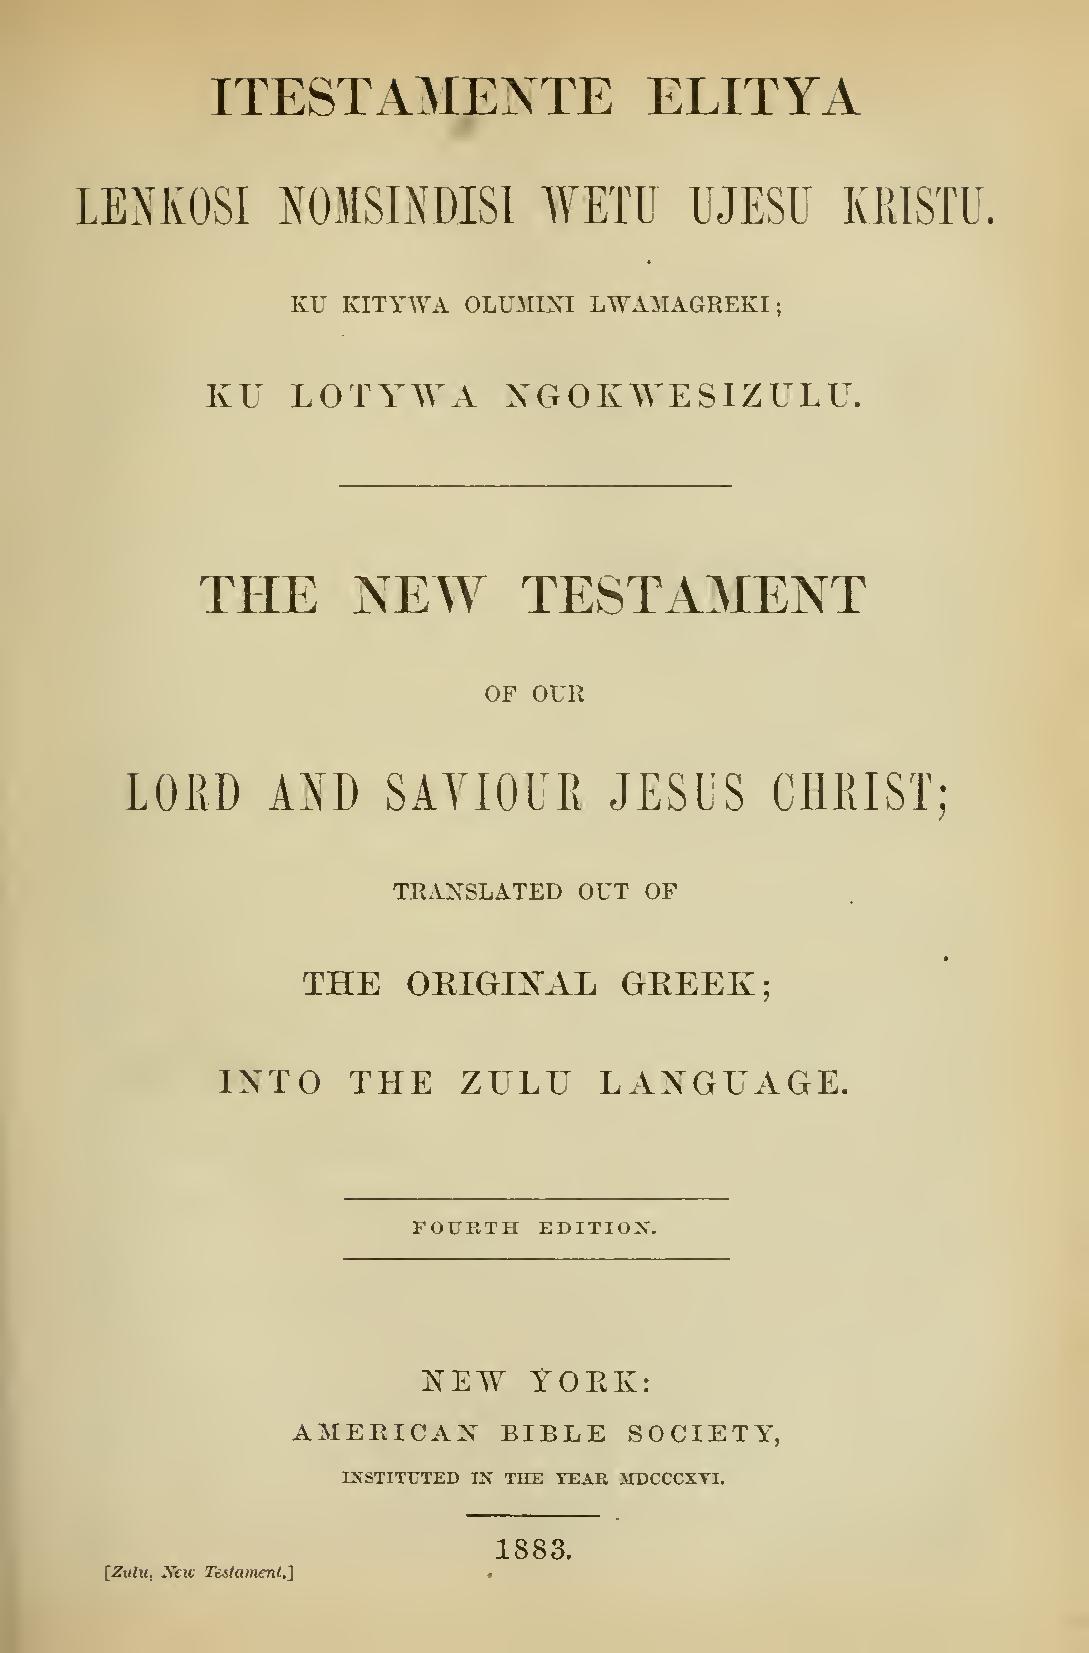 ITESTAMENTE ELITYA
LENKOSI NOMSINDISI WETU UJESU KRISTU.
KU KITYWA OLUMINI LWAMAGREKI;
KU LOTYWA NGOKWESIZULU.
THE NEW TESTAMENT
OF OUR
LORD AND SAVIOUR JESUS CHRIST;
TRANSLATED OUT OF
THE ORIGINAL GREEK;
INTO THE ZULU LANGUAGE.
FOURTH EDITION.
NEW YORK:
AMERICAN BIBLE SOCIETY,
INSTITUTED IN THE YEAR MDCCCXVI.
1883.
[Zulu, New Testament.]